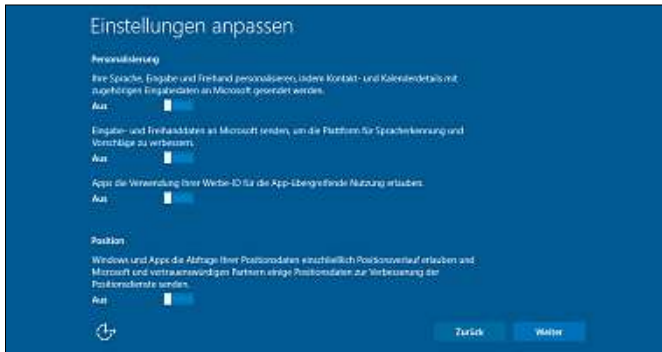 Einstellungen anpassen
Personalisierung
Ihre Sprache, Eingabe und Freihand personalisieren, indem Kontakt- und Kalenderdetails mit
zugehörigen Eingabedaten an Microsoft gesendet werden.
Aus
Eingabe- und Freihanddaten an Microsoft senden, um die Plattform für Spracherkennung und
Vorschläge zu verbessern.
Aus
Apps die Verwendung Ihrer Werbe-ID für die App-übergreifende Nutzung erlauben.
Aus
Position
Windows und Apps die Abfrage Ihrer Positionsdaten einschließlich Positionsverlauf erlauben und
Microsoft und vertrauenswürdigen Partnern einige Positionsdaten zur Verbesserung der
Positionsdienste senden.
Aus
Zurück Weiter